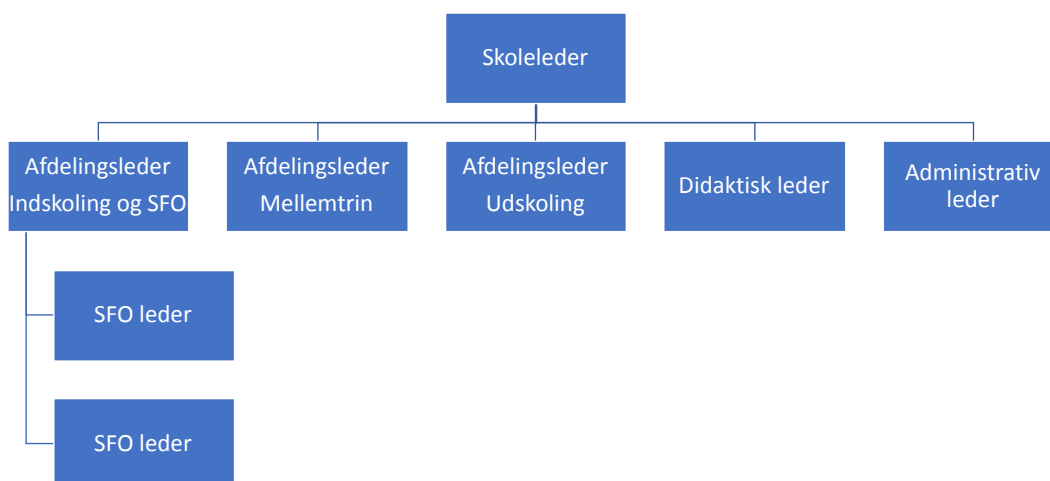 Skoleleder
Afdelingsleder
Indskoling og SFO
Afdelingsleder
Mellemtrin
Afdelingsleder
Udskoling
Didaktisk leder
Administrativ
leder
SFO leder
SFO leder